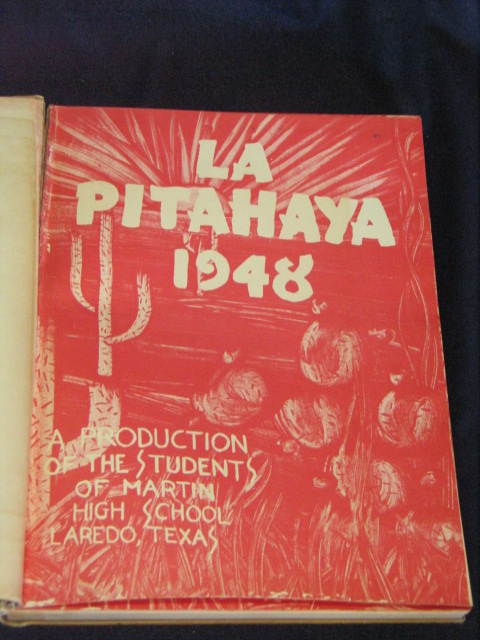 LA
PITAHAYA
1948
A PRODUCTION
OF THE STUDENTS
OF MARTIN
HIGH SCHOOL
LAREDO, TEXAS